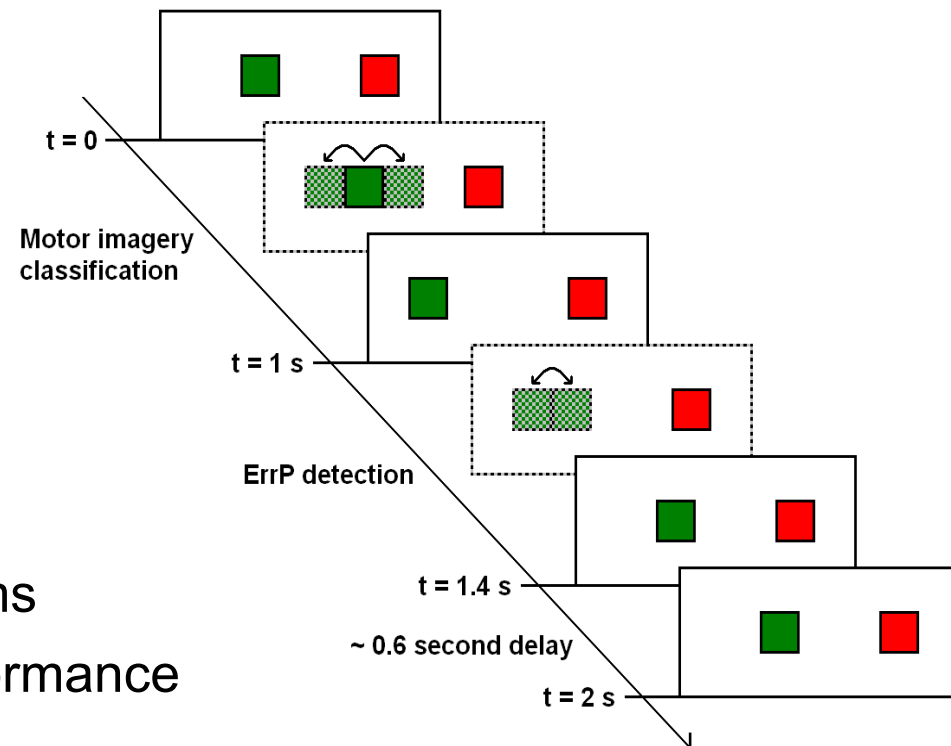 t = 0
Motor imagery
classification
t = 1 s
ErrP detection
t = 1.4 s
~ 0.6 second delay
t = 2 s